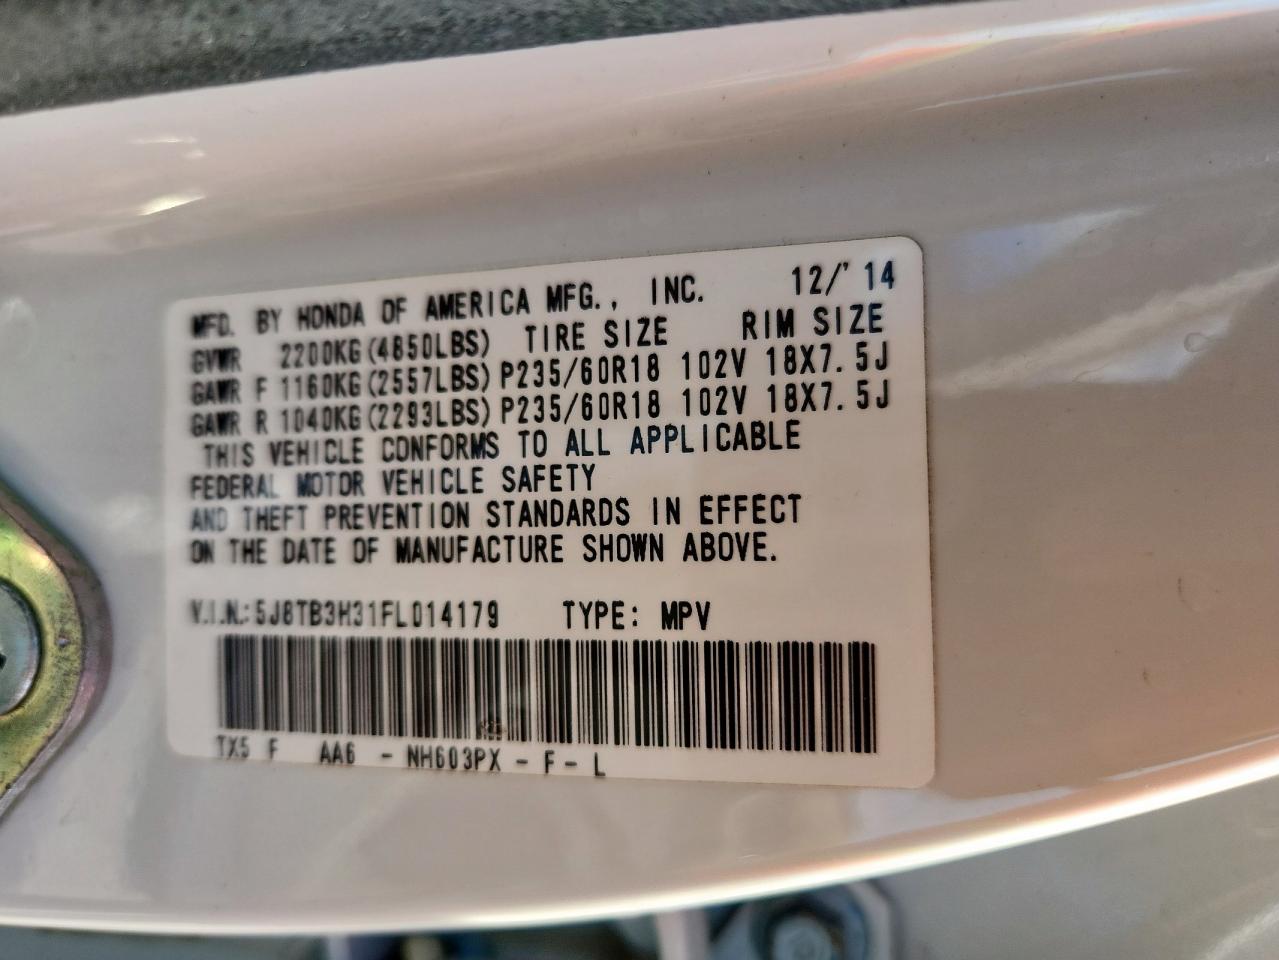 MFD. BY HONDA OF AMERICA MFG., INC. 12/'14
GVWR 2200KG(4850LBS) TIRE SIZE RIM SIZE
GAWR F 1160KG(2557LBS) P235/60R18 102V 18X7.5J
GAWR R 1040KG(2293LBS) P235/60R18 102V 18X7.5J
THIS VEHICLE CONFORMS TO ALL APPLICABLE
FEDERAL MOTOR VEHICLE SAFETY
AND THEFT PREVENTION STANDARDS IN EFFECT
ON THE DATE OF MANUFACTURE SHOWN ABOVE.
V.I.N.: 5J8TB3H31FL014179 TYPE: MPV
TX5 F AA6 - NH603PX - F - L